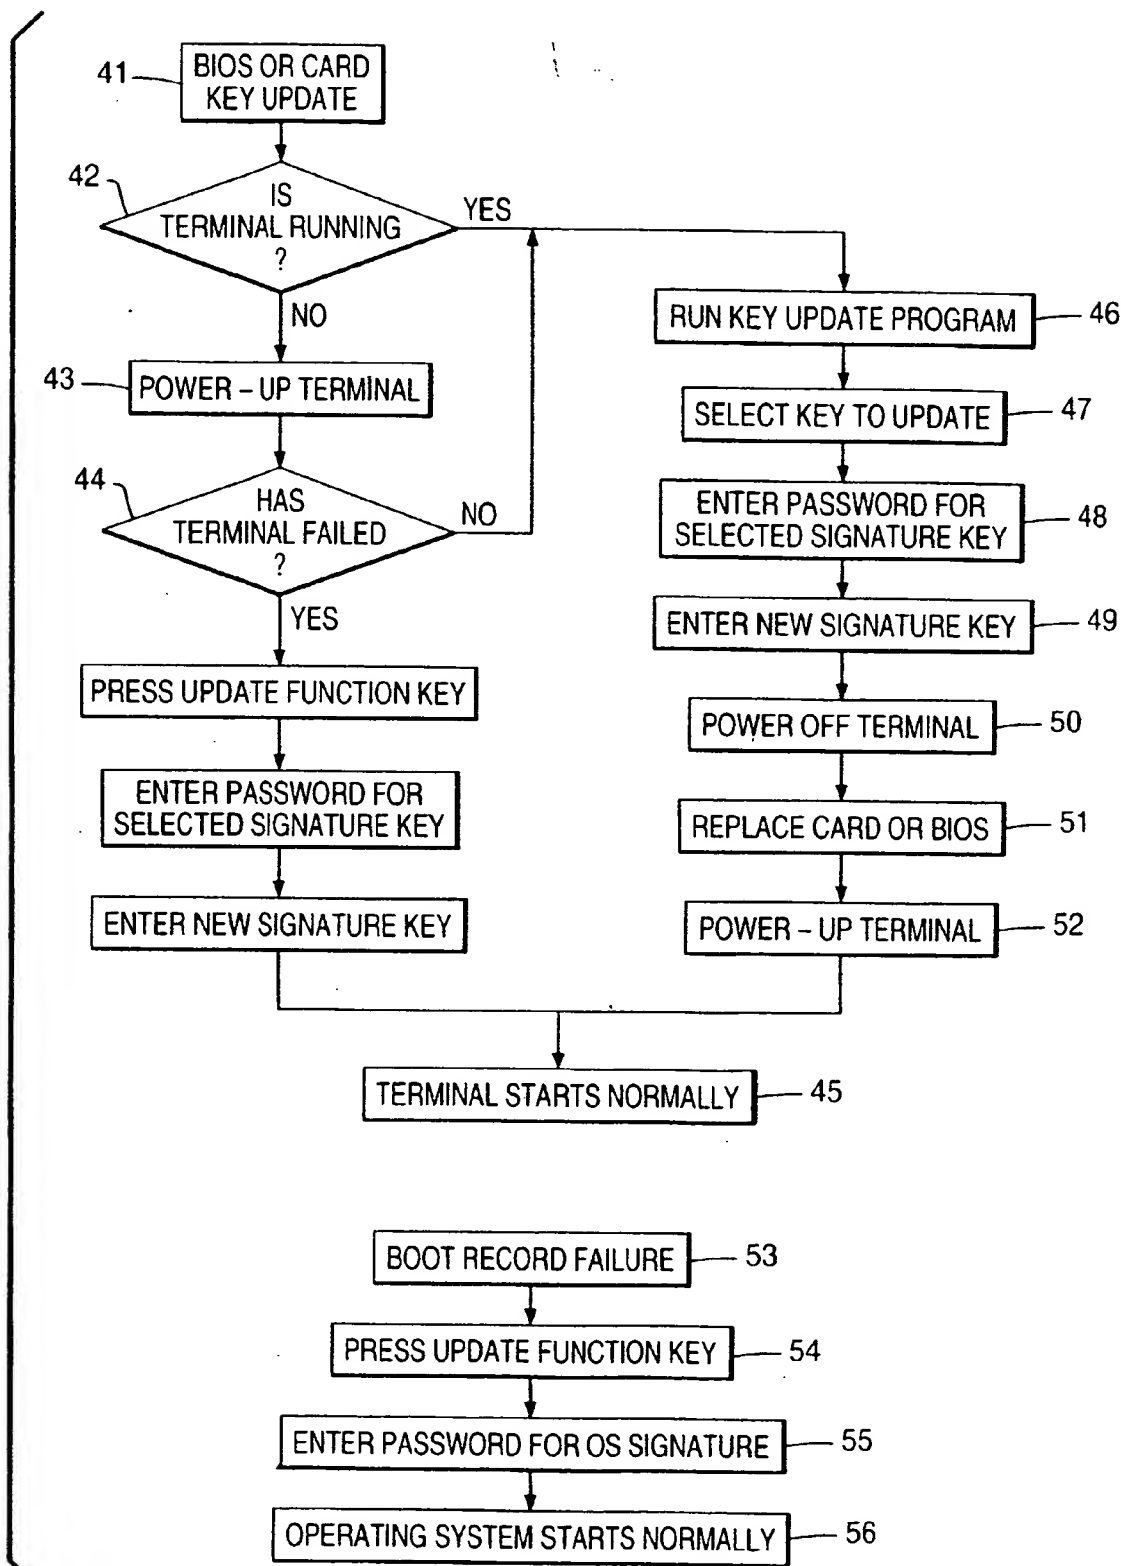 41
BIOS OR CARD
KEY UPDATE
42
IS
TERMINAL RUNNING
?
YES
NO
43
POWER – UP TERMINAL
44
HAS
TERMINAL FAILED
?
NO
YES
PRESS UPDATE FUNCTION KEY
ENTER PASSWORD FOR
SELECTED SIGNATURE KEY
ENTER NEW SIGNATURE KEY
RUN KEY UPDATE PROGRAM
46
SELECT KEY TO UPDATE
47
ENTER PASSWORD FOR
SELECTED SIGNATURE KEY
48
ENTER NEW SIGNATURE KEY
49
POWER OFF TERMINAL
50
REPLACE CARD OR BIOS
51
POWER – UP TERMINAL
52
TERMINAL STARTS NORMALLY
45
BOOT RECORD FAILURE
53
PRESS UPDATE FUNCTION KEY
54
ENTER PASSWORD FOR OS SIGNATURE
55
OPERATING SYSTEM STARTS NORMALLY
56